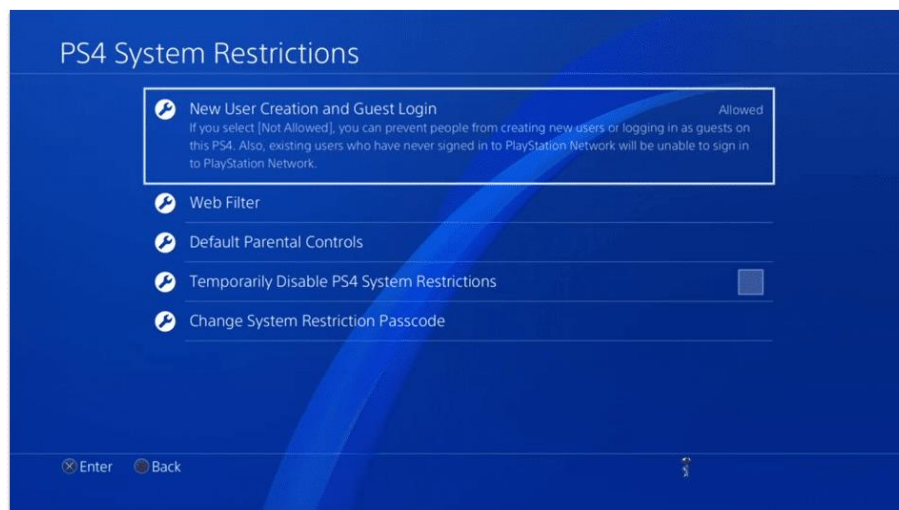 PS4 System Restrictions
New User Creation and Guest Login
Allowed
If you select [Not Allowed], you can prevent people from creating new users or logging in as guests on
this PS4. Also, existing users who have never signed in to PlayStation Network will be unable to sign in
to PlayStation Network.
Web Filter
Default Parental Controls
Temporarily Disable PS4 System Restrictions
Change System Restriction Passcode
Enter
Back